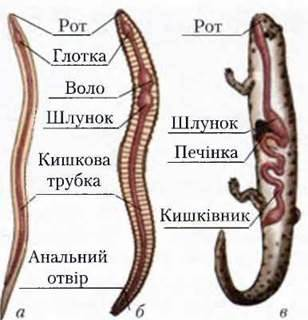 Рот
Рот
Глотка
Воло
Шлунок
Шлунок
Печінка
Кишкова
трубка
Кишківник
Анальний
отвір
а
б
в